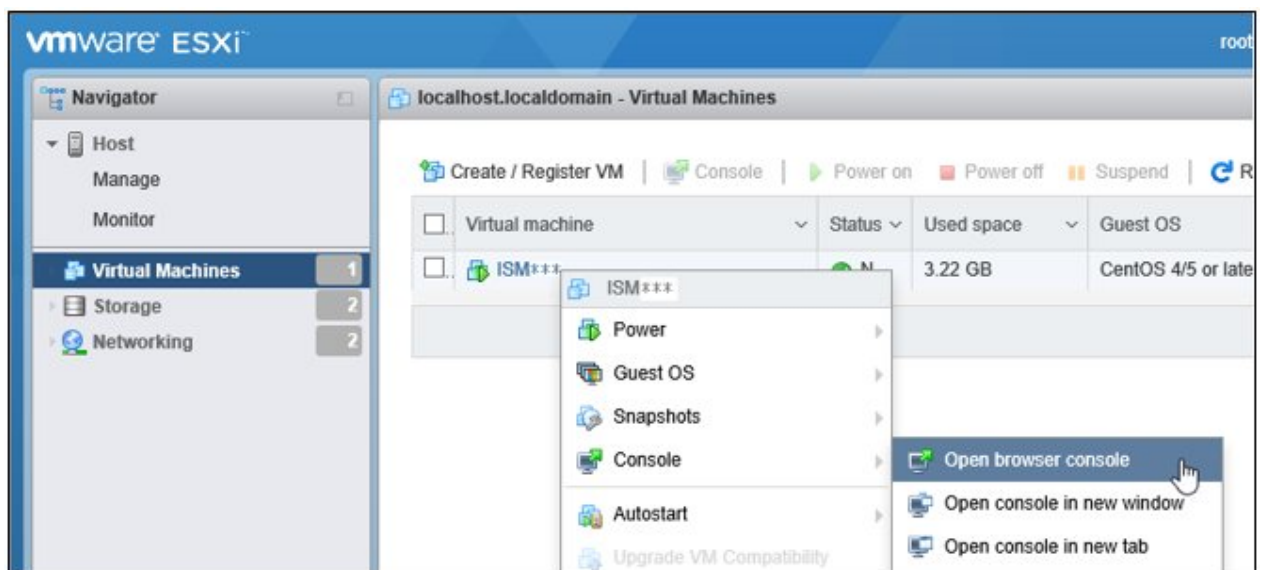 vmware ESXi™
root
Navigator
localhost.localdomain - Virtual Machines
Host
Manage
Monitor
Virtual Machines 1
Storage 2
Networking 2
Create / Register VM | Console | Power on Power off Suspend | R
Virtual machine Status Used space Guest OS
ISM*** N 3.22 GB CentOS 4/5 or late
ISM***
Power
Guest OS
Snapshots
Console
Autostart
Upgrade VM Compatibility
Open browser console
Open console in new window
Open console in new tab